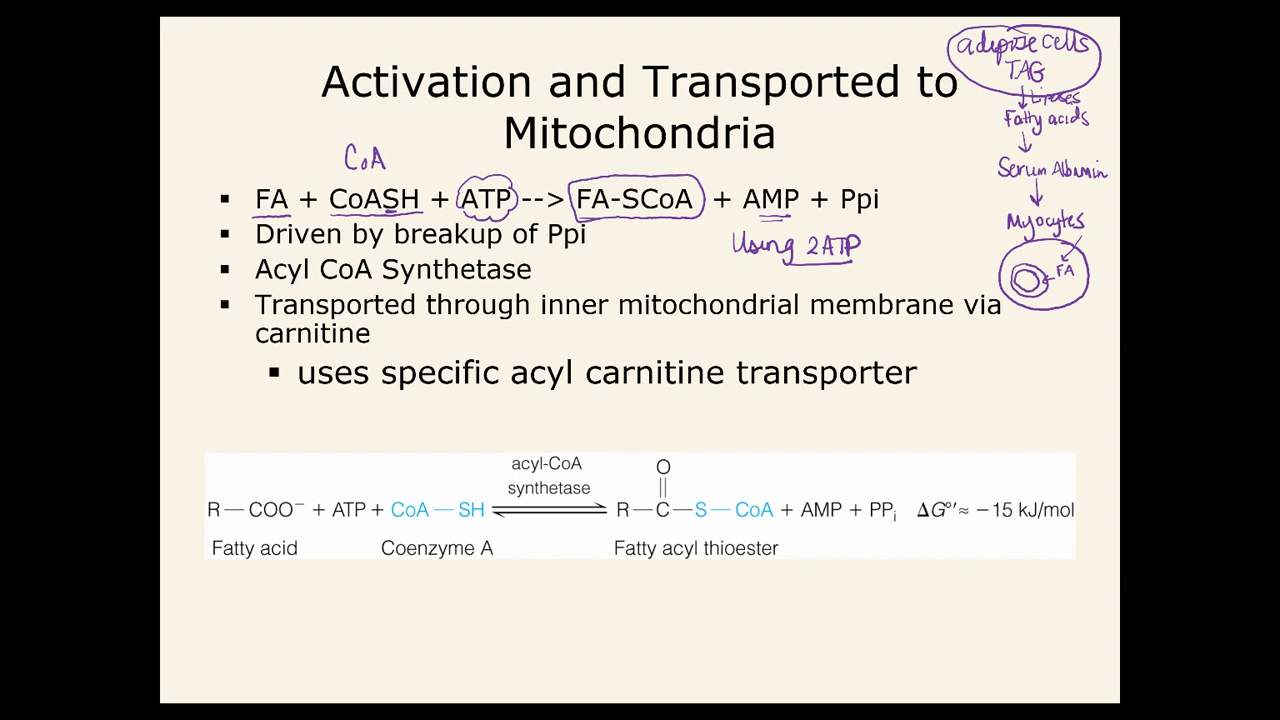 Activation and Transported to
Mitochondria
CoA
▪ FA + CoASH + ATP --> FA-SCoA + AMP + Ppi
▪ Driven by breakup of Ppi
Using 2ATP
▪ Acyl CoA Synthetase
▪ Transported through inner mitochondrial membrane via
carnitine
▪ uses specific acyl carnitine transporter
adipose cells
TAG
↓ Lipases
Fatty acids
↓
Serum Albumin
↓
Myocytes
FA
acyl-CoA
synthetase
O
||
R—COO⁻ + ATP + CoA—SH ⇌ R—C—S—CoA + AMP + PPᵢ ΔG°′ ≈ −15 kJ/mol
Fatty acid Coenzyme A Fatty acyl thioester